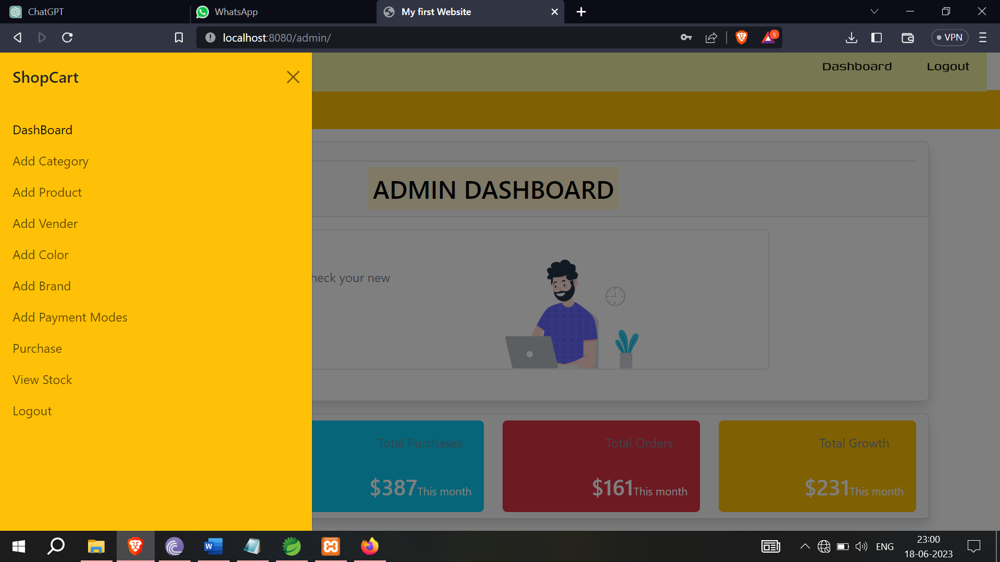 ChatGPT
WhatsApp
My first Website
localhost:8080/admin/
5
VPN
ShopCart
Dashboard
Logout
DashBoard
Add Category
Add Product
Add Vender
Add Color
Add Brand
Add Payment Modes
Purchase
View Stock
Logout
ADMIN DASHBOARD
heck your new
Total Purchases
$387This month
Total Orders
$161This month
Total Growth
$231This month
W
ENG
23:00
18-06-2023